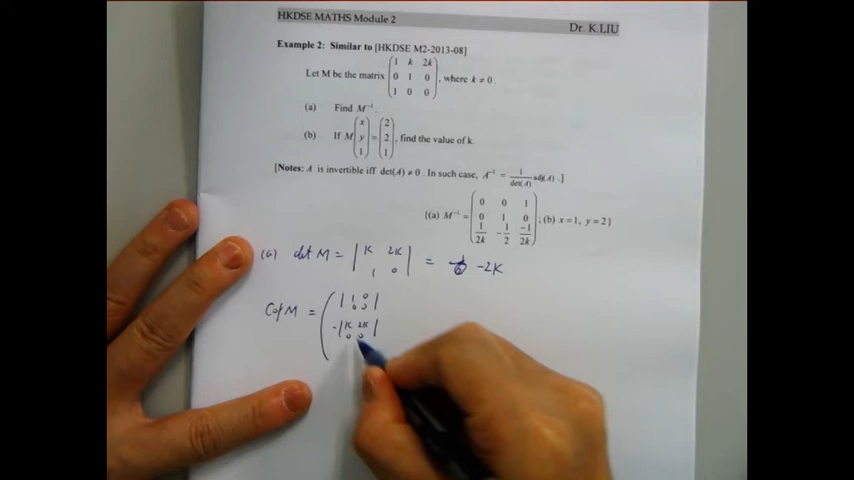 HKDSE MATHS Module 2 Dr. K.LIU
Example 2: Similar to [HKDSE M2-2013-08]
Let M be the matrix (1 k 2k; 0 1 0; 1 0 0), where k ≠ 0.
(a) Find M⁻¹.
(b) If M(x; y; 1) = (2; 2; 1), find the value of k.
[Notes: A is invertible iff det(A) ≠ 0. In such case, A⁻¹ = 1/det(A) adj(A).]
{(a) M⁻¹ = (0 0 1; 0 1 0; 1/2k -1/2 -1/2k); (b) x = 1, y = 2}
(a) det M = |K 2K; 1 0| = -2K
Cof M = ( |1 0; 0 0|
-|K 2K; 0 0|